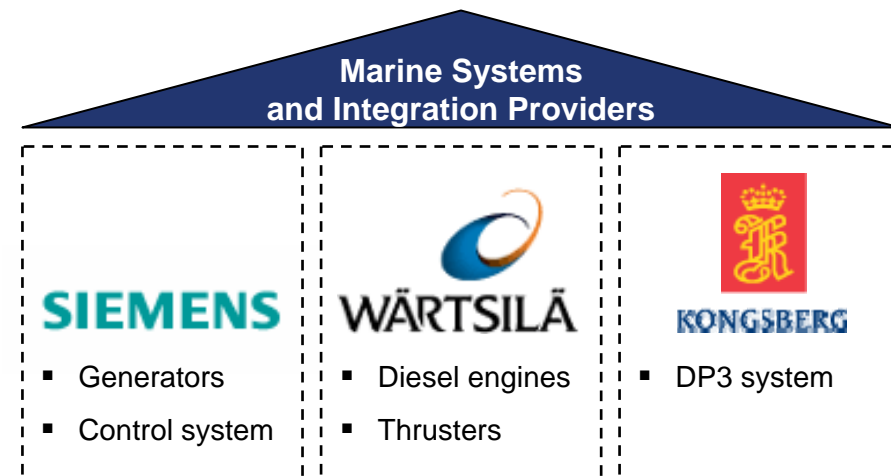 Marine Systems
and Integration Providers
SIEMENS
▪ Generators
▪ Control system
WÄRTSILÄ
▪ Diesel engines
▪ Thrusters
KONGSBERG
▪ DP3 system